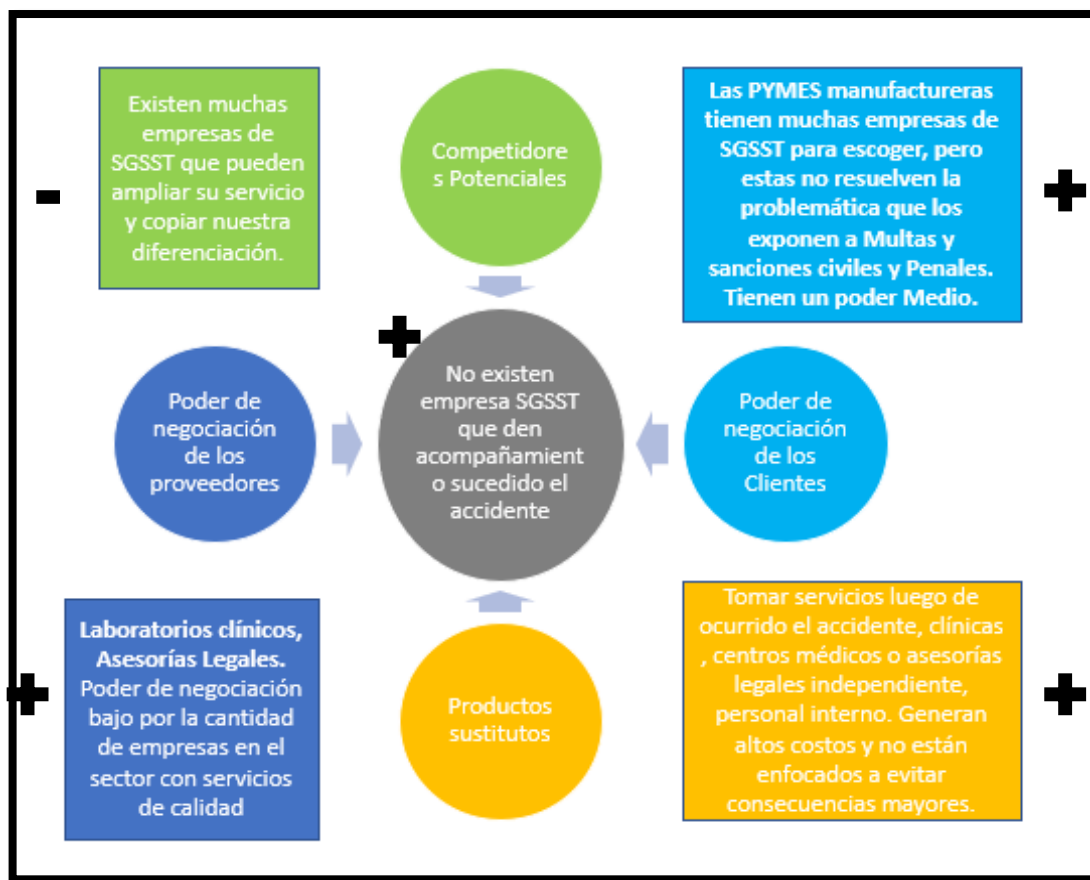 Existen muchas
empresas de
SGSST que pueden
ampliar su servicio
y copiar nuestra
diferenciación.
Competidore
s Potenciales
Las PYMES manufactureras
tienen muchas empresas de
SGSST para escoger, pero
estas no resuelven la
problemática que los
exponen a Multas y
sanciones civiles y Penales.
Tienen un poder Medio.
-
+
+
Poder de
negociación
de los
proveedores
No existen
empresa SGSST
que den
acompañamient
o sucedido el
accidente
Poder de
negociación
de los
Clientes
Laboratorios clínicos,
Asesorías Legales.
Poder de negociación
bajo por la cantidad
de empresas en el
sector con servicios
de calidad
+
Productos
sustitutos
Tomar servicios luego de
ocurrido el accidente, clínicas
, centros médicos o asesorías
legales independiente,
personal interno. Generan
altos costos y no están
enfocados a evitar
consecuencias mayores.
+